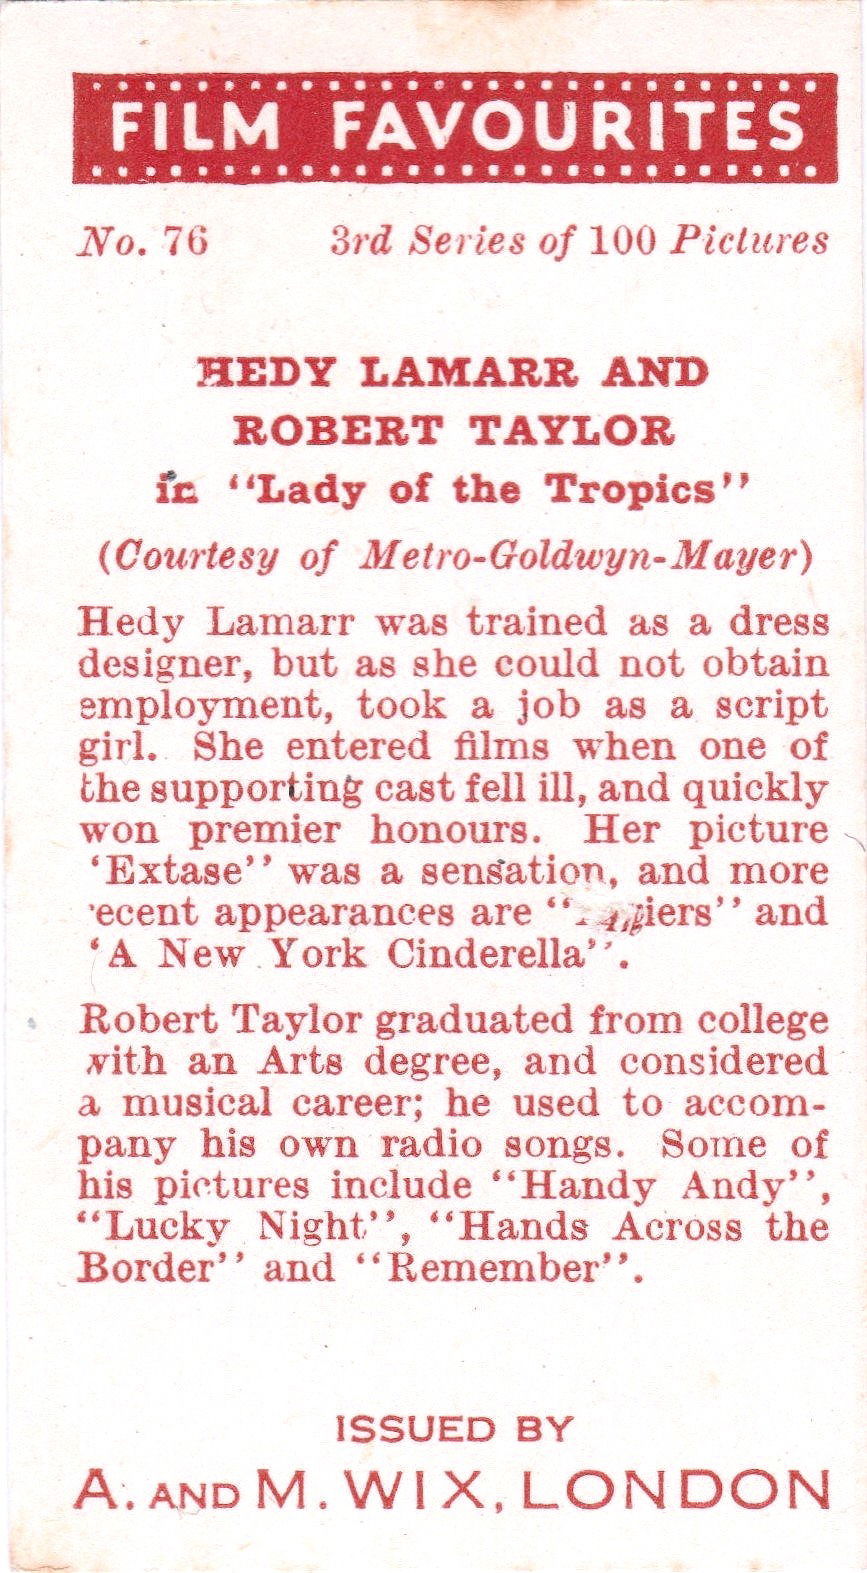 FILM FAVOURITES
No. 76 3rd Series of 100 Pictures
HEDY LAMARR AND
ROBERT TAYLOR
in "Lady of the Tropics"
(Courtesy of Metro-Goldwyn-Mayer)
Hedy Lamarr was trained as a dress
designer, but as she could not obtain
employment, took a job as a script
girl. She entered films when one of
the supporting cast fell ill, and quickly
won premier honours. Her picture
'Extase" was a sensation, and more
ecent appearances are " and
'A New York Cinderella".
Robert Taylor graduated from college
with an Arts degree, and considered
a musical career; he used to accom-
pany his own radio songs. Some of
his pictures include "Handy Andy",
"Lucky Night", "Hands Across the
Border" and "Remember".
ISSUED BY
A. AND M. WIX, LONDON